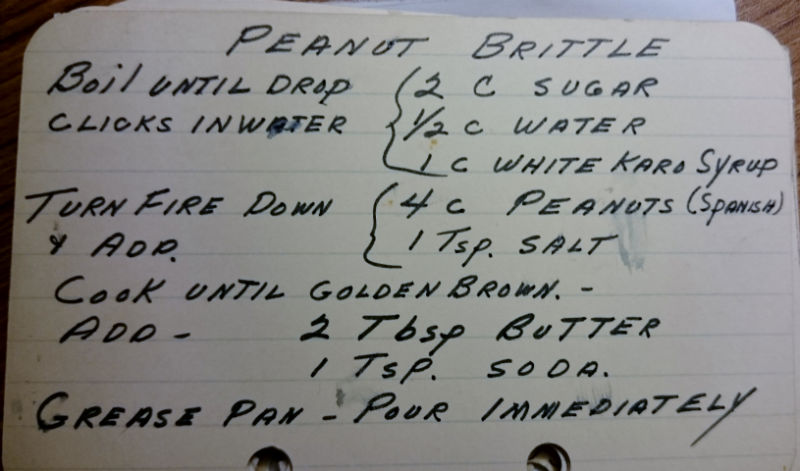 PEANUT BRITTLE
Boil UNTIL DROP { 2 C SUGAR
CLICKS IN WATER { 1/2 C WATER
1 C WHITE KARO SYRUP
TURN FIRE DOWN { 4 C PEANUTS (SPANISH)
& ADD. { 1 Tsp. SALT
COOK UNTIL GOLDEN BROWN. -
ADD - 2 Tbsp BUTTER
1 TSP. SODA.
GREASE PAN - POUR IMMEDIATELY